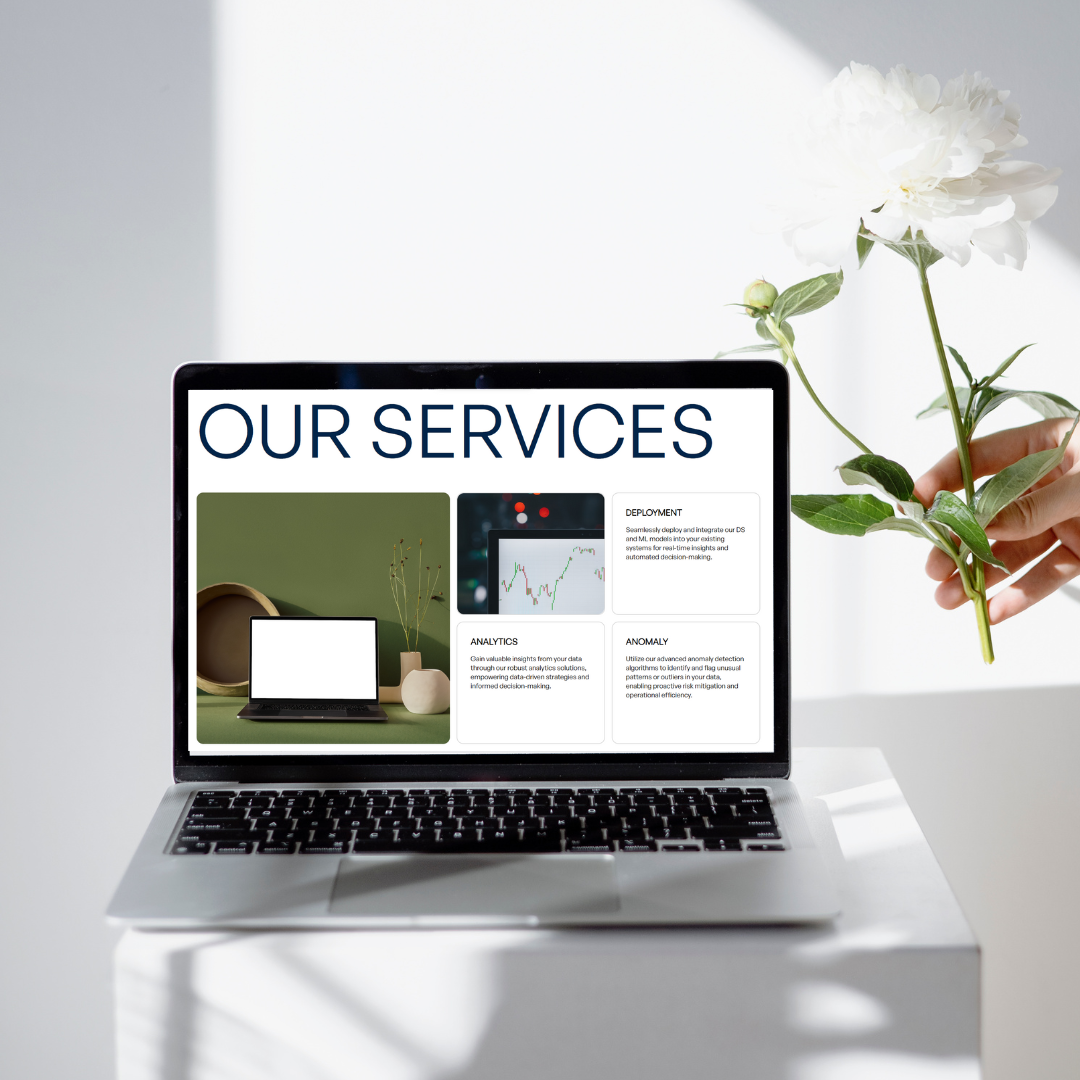 OUR SERVICES
DEPLOYMENT
Seamlessly deploy and integrate our DS
and ML models into your existing
systems for real-time insights and
automated decision-making.
ANALYTICS
Gain valuable insights from your data
through our robust analytics solutions,
empowering data-driven strategies and
informed decision-making.
ANOMALY
Utilize our advanced anomaly detection
algorithms to identify and flag unusual
patterns or outliers in your data,
enabling proactive risk mitigation and
operational efficiency.